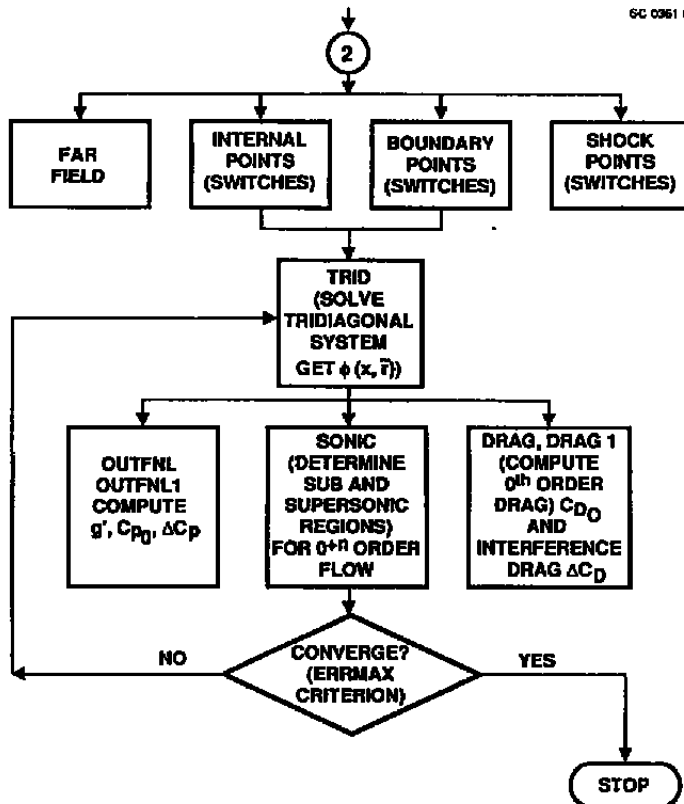 SC 0361
2
FAR
FIELD
INTERNAL
POINTS
(SWITCHES)
BOUNDARY
POINTS
(SWITCHES)
SHOCK
POINTS
(SWITCHES)
TRID
(SOLVE
TRIDIAGONAL
SYSTEM
GET ϕ (x, r̃))
OUTFNL
OUTFNL1
COMPUTE
g', Cp₀, ΔCp
SONIC
(DETERMINE
SUB AND
SUPERSONIC
REGIONS)
FOR 0+n ORDER
FLOW
DRAG, DRAG 1
(COMPUTE
0th ORDER
DRAG) CD₀
AND
INTERFERENCE
DRAG ΔCD
NO
CONVERGE?
(ERRMAX
CRITERION)
YES
STOP